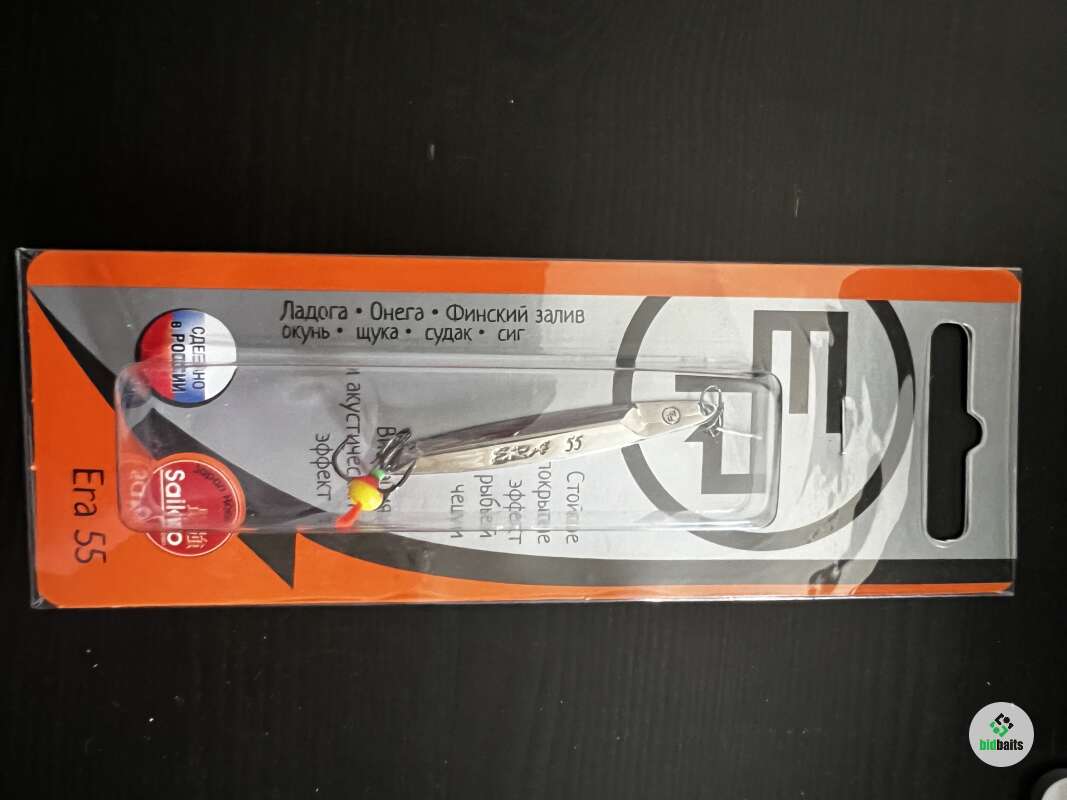 Ладога • Онега • Финский залив
окунь • щука • судак • сиг
СДЕЛАНО
в РОССИИ
и акустический
эффект
55
Стойкое
покрытие
эффект
рыбьей
чешуи
Saikyo
Era 55
bidbaits